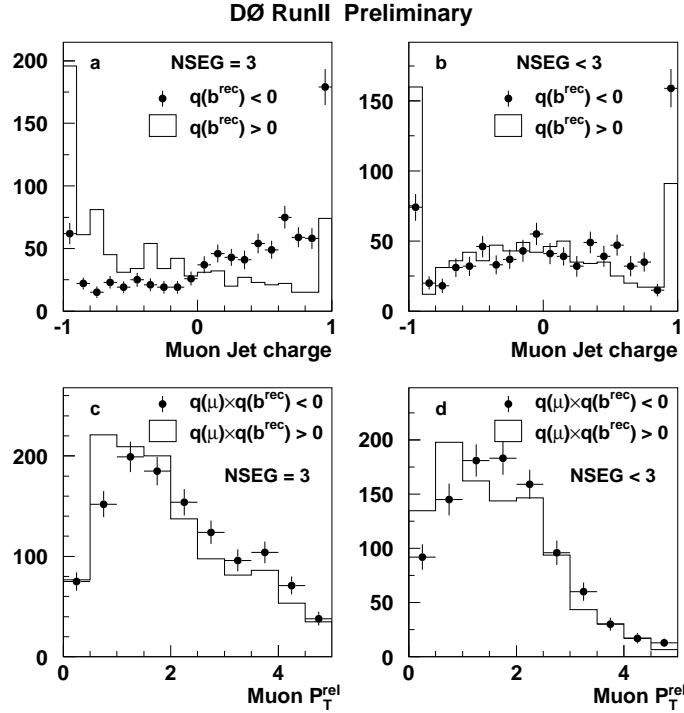 DØ RunII Preliminary
a NSEG = 3
q(b^rec) < 0
q(b^rec) > 0
200
150
100
50
0
-1 0 1
Muon Jet charge
b NSEG < 3
q(b^rec) < 0
q(b^rec) > 0
150
100
50
0
-1 0 1
Muon Jet charge
c q(μ)×q(b^rec) < 0
q(μ)×q(b^rec) > 0
NSEG = 3
200
100
0
0 2 4
Muon P_T^rel
d q(μ)×q(b^rec) < 0
q(μ)×q(b^rec) > 0
NSEG < 3
200
150
100
50
0
0 2 4
Muon P_T^rel